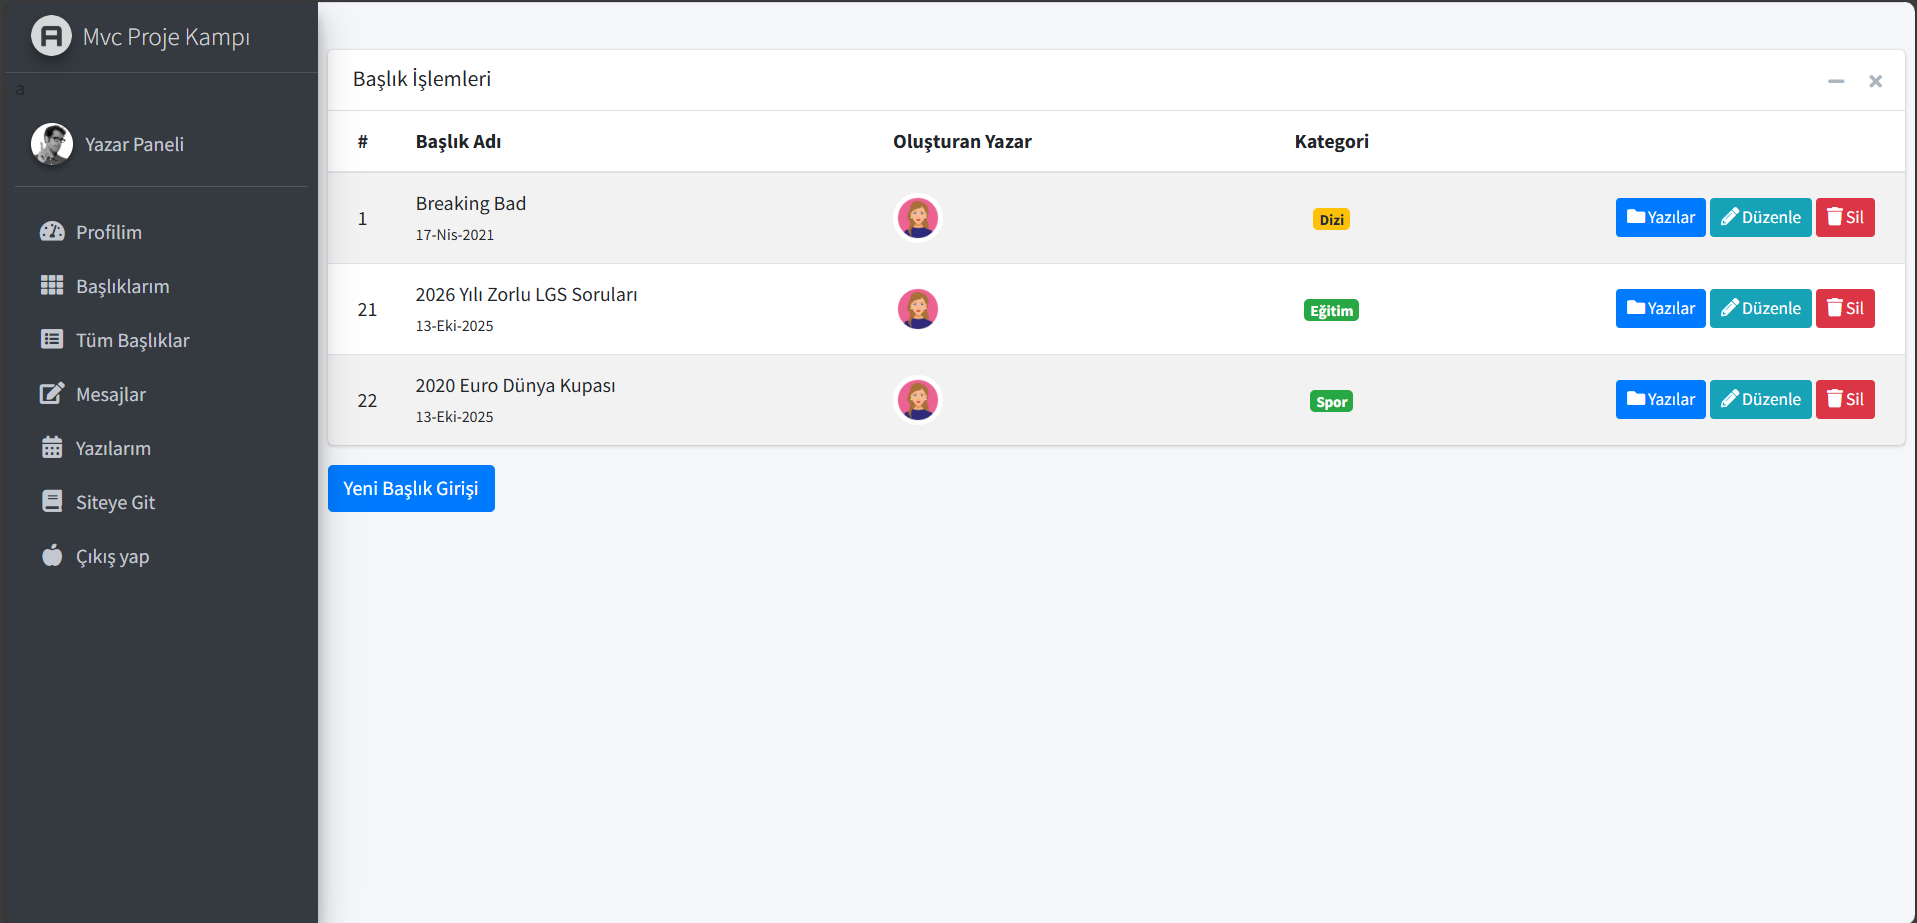 Mvc Proje Kampı
a
Yazar Paneli
Profilim
Başlıklarım
Tüm Başlıklar
Mesajlar
Yazılarım
Siteye Git
Çıkış yap
Başlık İşlemleri
# Başlık Adı Oluşturan Yazar Kategori
1 Breaking Bad Dizi Yazılar Düzenle Sil
17-Nis-2021
21 2026 Yılı Zorlu LGS Soruları Eğitim Yazılar Düzenle Sil
13-Eki-2025
22 2020 Euro Dünya Kupası Spor Yazılar Düzenle Sil
13-Eki-2025
Yeni Başlık Girişi